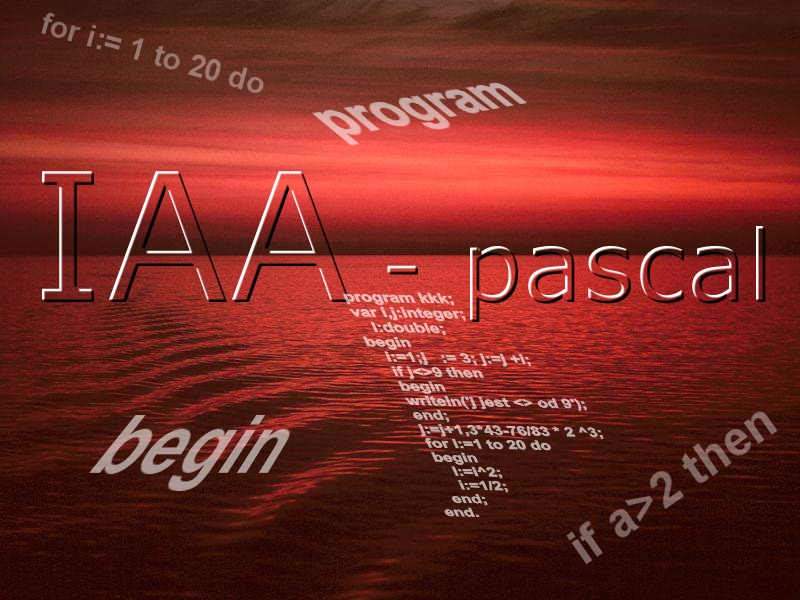 for i:= 1 to 20 do
program
IAA - pascal
program kkk;
var i,j:integer;
l:double;
begin
i:=1;j := 3; j:=j +i;
if j<>9 then
begin
writeln('j jest <> od 9');
end;
j:=j+1,3*43-76/83 * 2 ^3;
for i:=1 to 20 do
begin
l:=i^2;
i:=1/2;
end;
end.
begin
if a>2 then